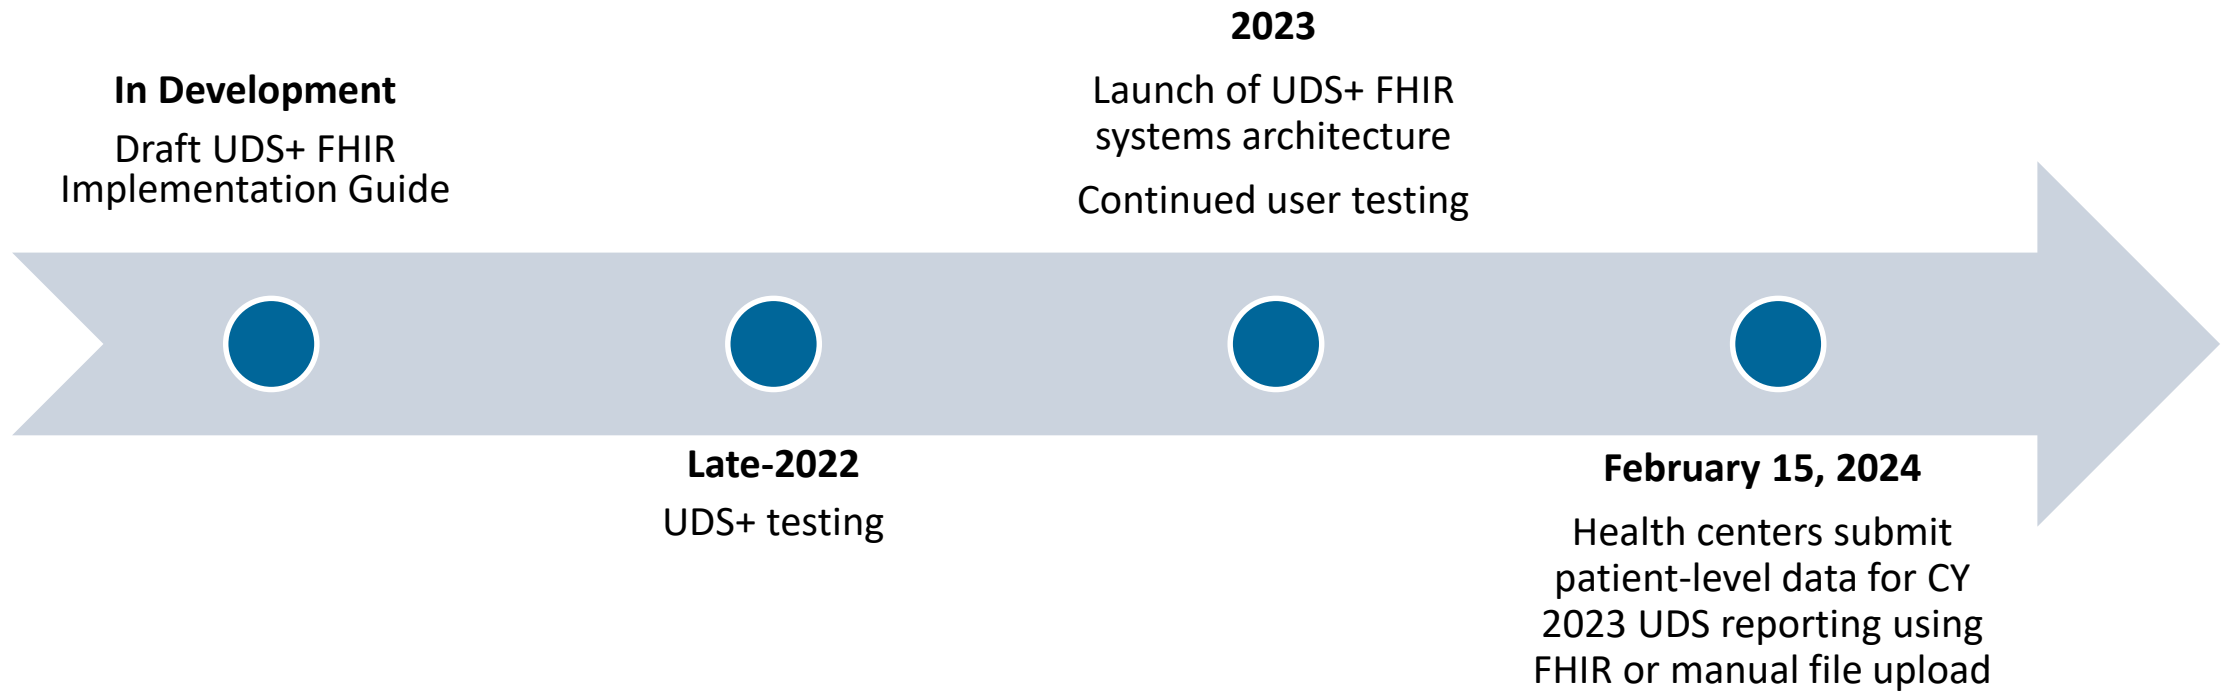 In Development
Draft UDS+ FHIR
Implementation Guide
Late-2022
UDS+ testing
2023
Launch of UDS+ FHIR
systems architecture
Continued user testing
February 15, 2024
Health centers submit
patient-level data for CY
2023 UDS reporting using
FHIR or manual file upload